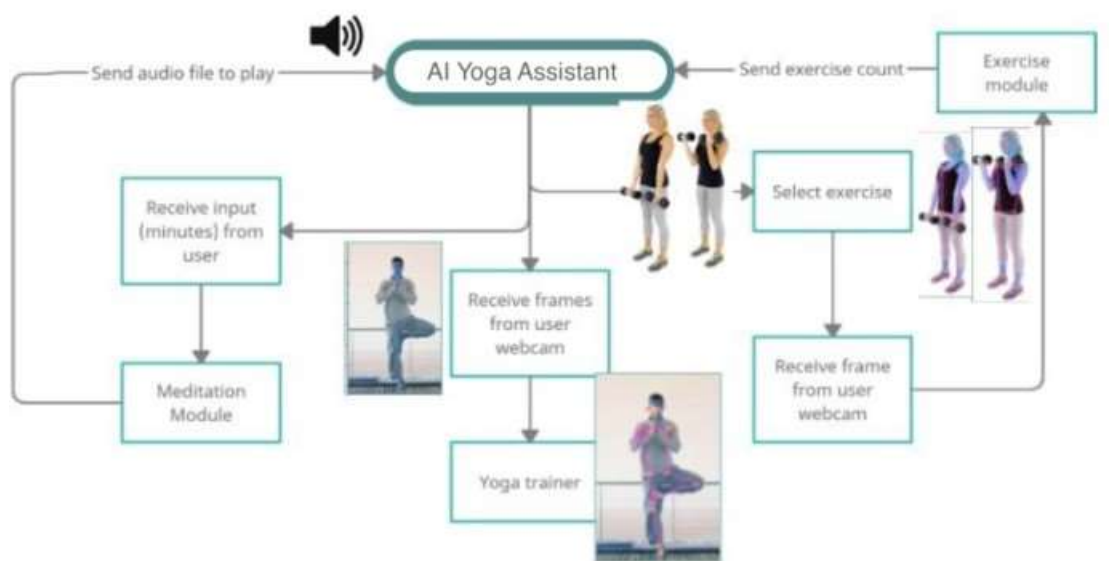 Send audio file to play
AI Yoga Assistant
Send exercise count
Exercise
module
Receive input
(minutes) from
user
Select exercise
Receive frames
from user
webcam
Meditation
Module
Receive frame
from user
webcam
Yoga trainer